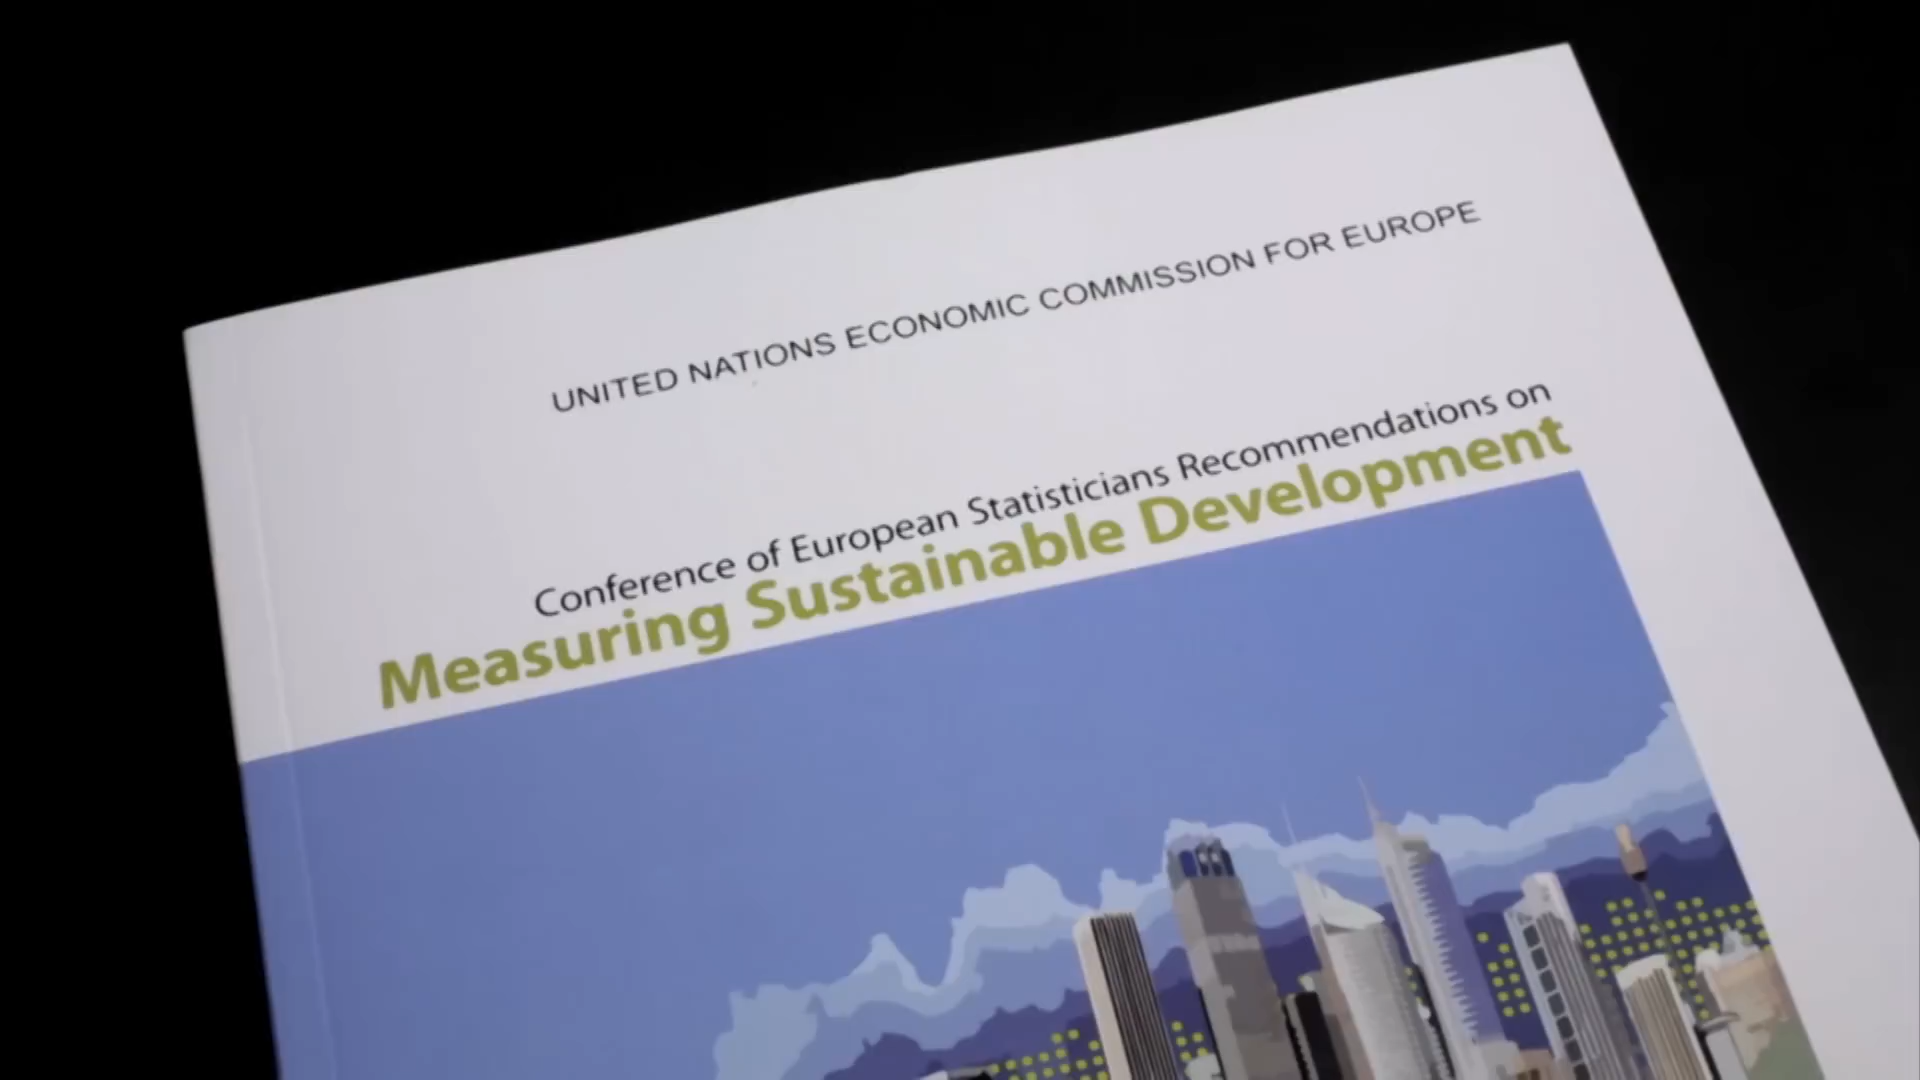 UNITED NATIONS ECONOMIC COMMISSION FOR EUROPE
Conference of European Statisticians Recommendations on
Measuring Sustainable Development